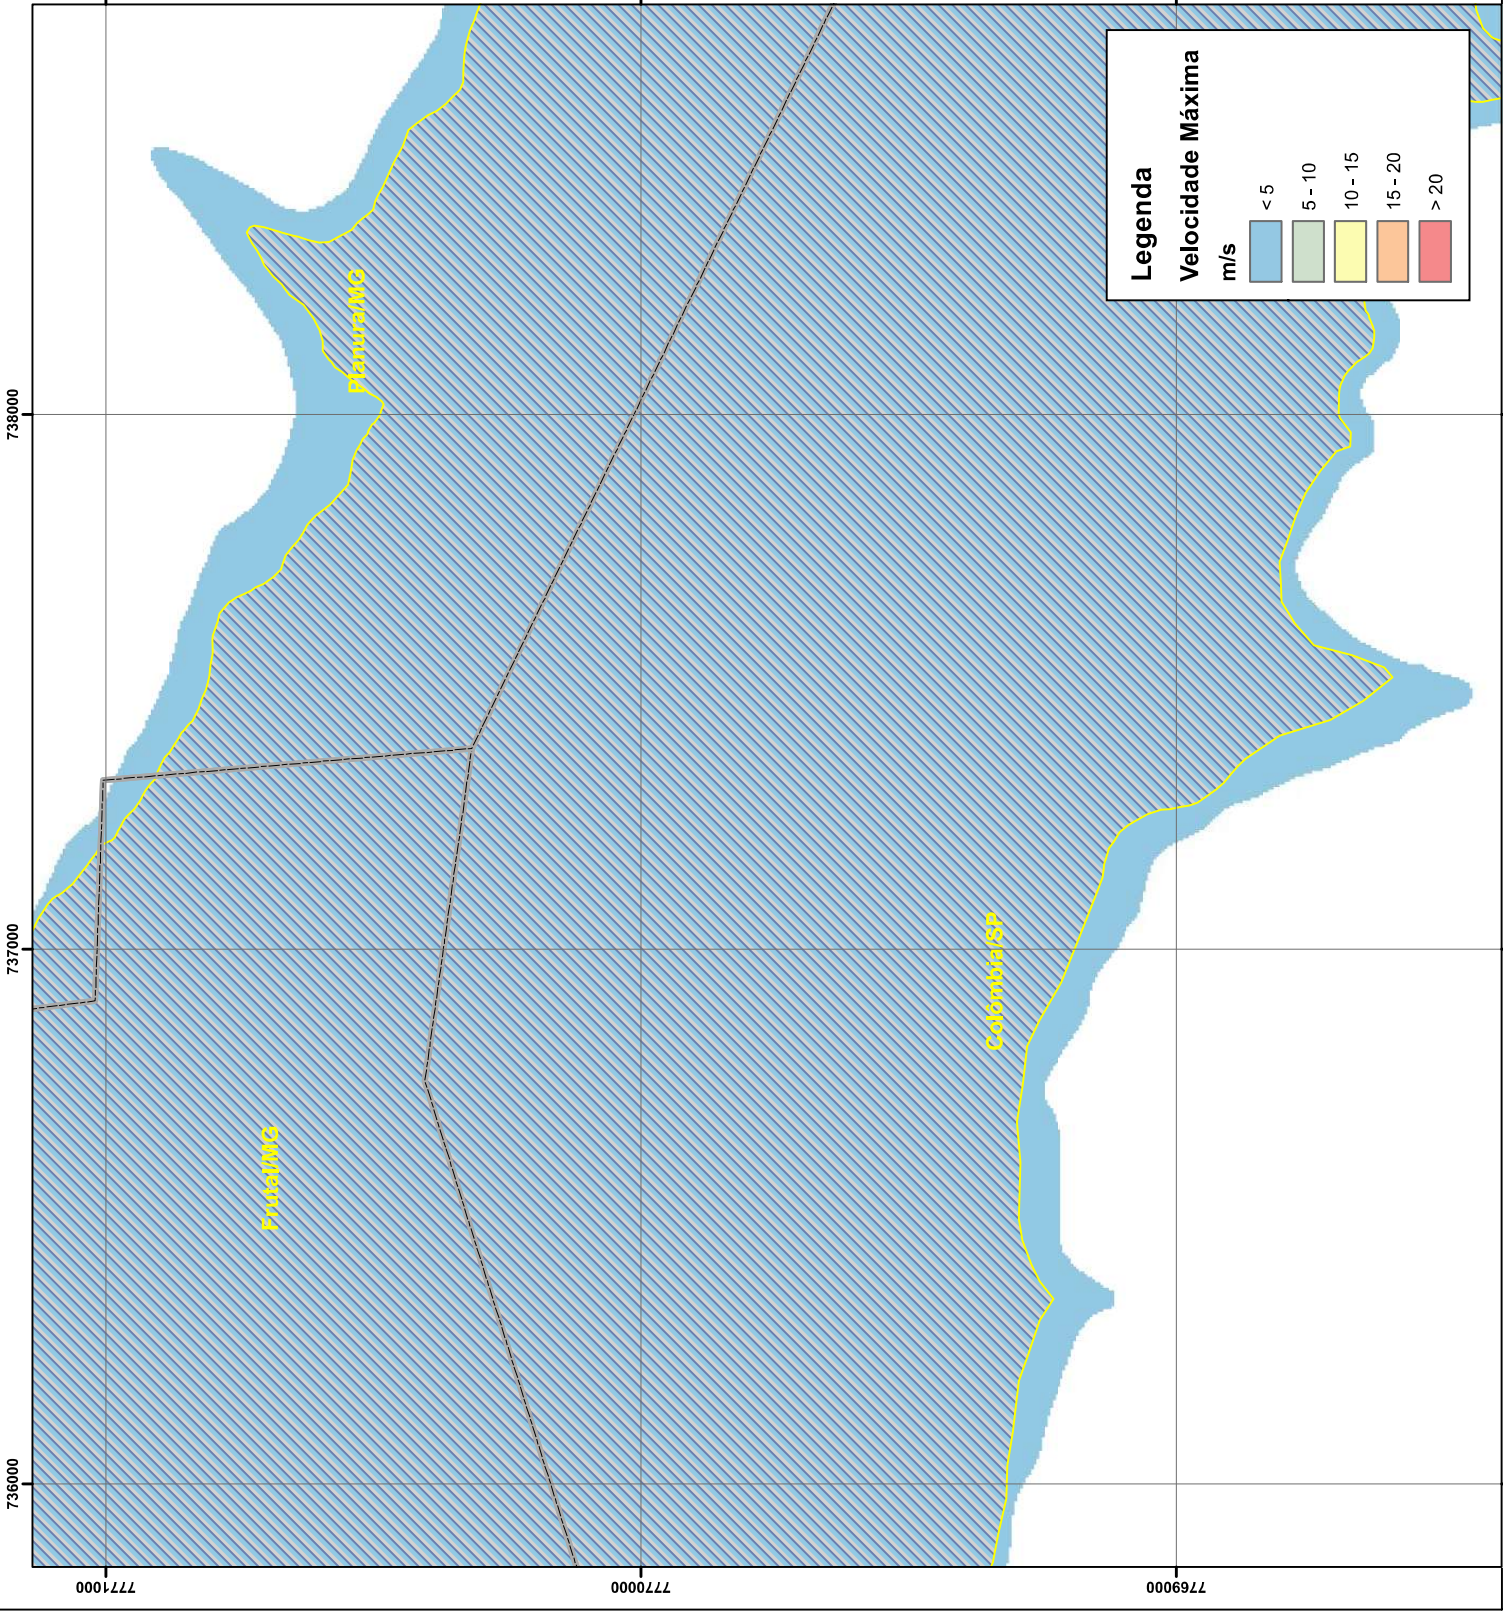 738000
737000
736000
7771000
7770000
7769000
Planura/MG
Frutal/MG
Colômbia/SP
Legenda
Velocidade Máxima
m/s
< 5
5 - 10
10 - 15
15 - 20
> 20